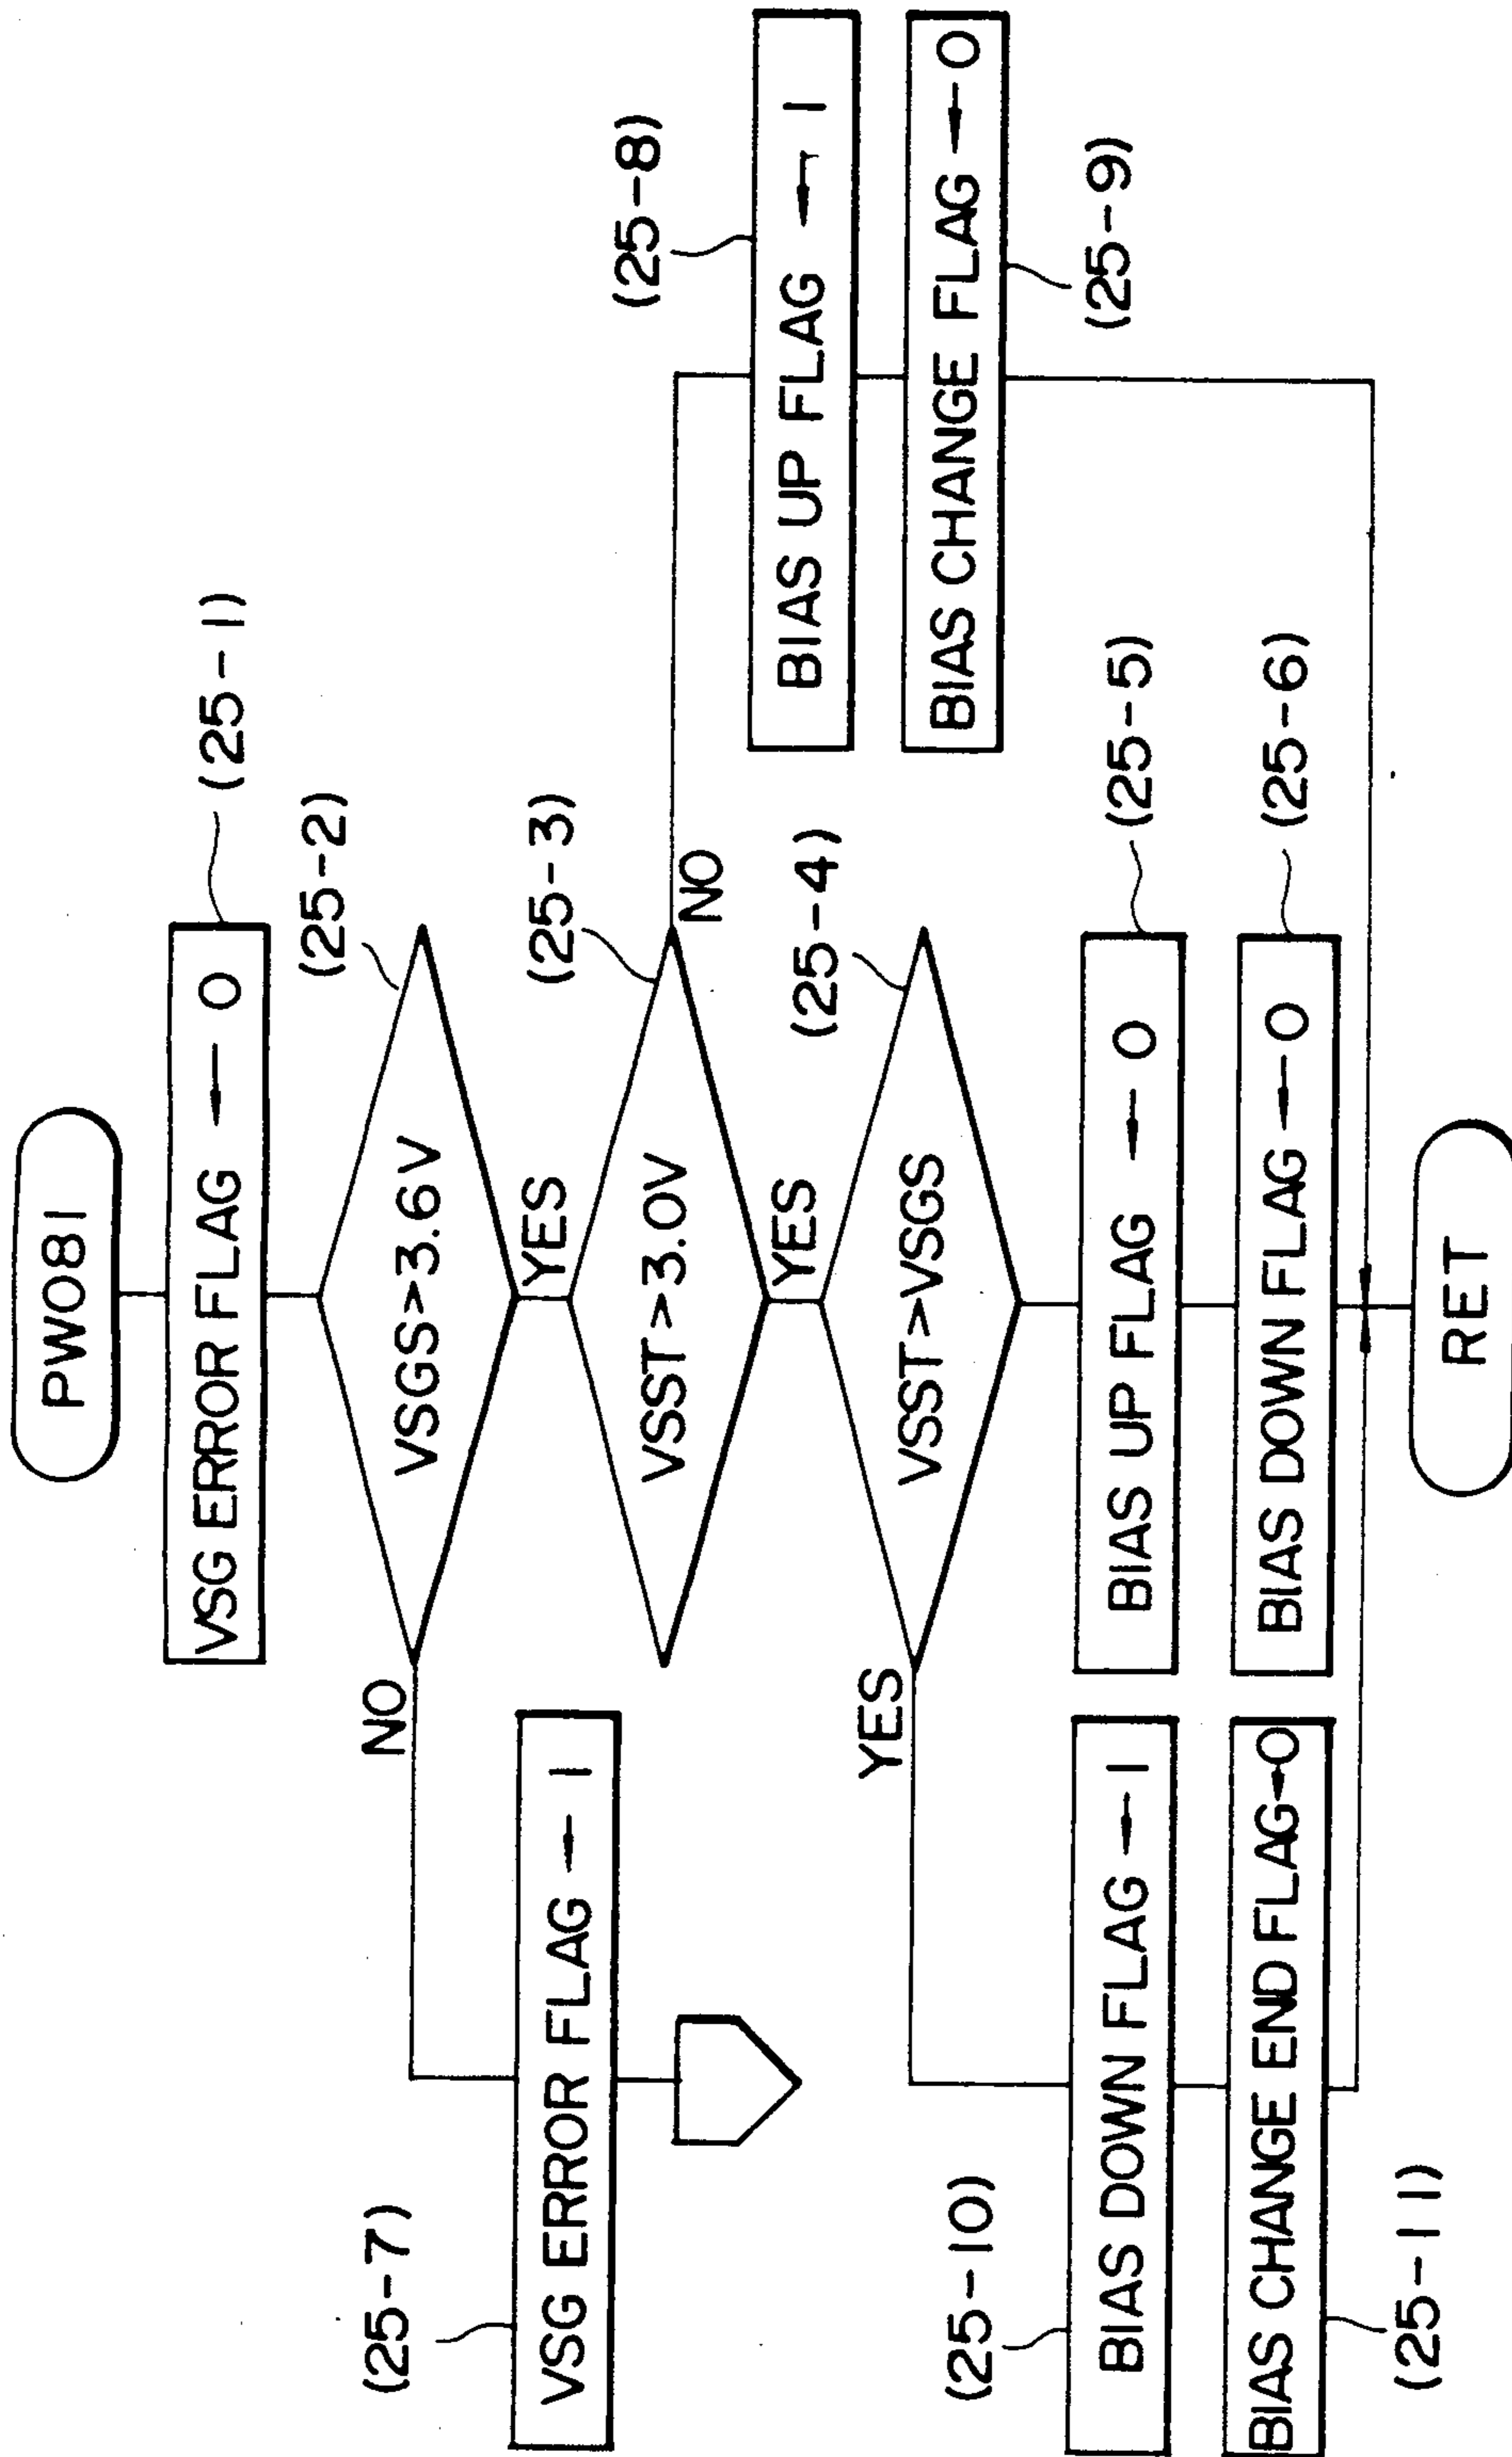 PW081
VSG ERROR FLAG ← 0
(25-1)
VSGS>3.6V
(25-2)
NO
YES
VSG ERROR FLAG ← 1
(25-7)
VSST>3.0V
(25-3)
NO
YES
BIAS UP FLAG ← 1
(25-8)
BIAS CHANGE FLAG ← 0
(25-9)
VSST>VSGS
(25-4)
YES
BIAS UP FLAG ← 0
(25-5)
BIAS DOWN FLAG ← 0
(25-6)
BIAS DOWN FLAG ← 1
(25-10)
BIAS CHANGE END FLAG ← 0
(25-11)
RET